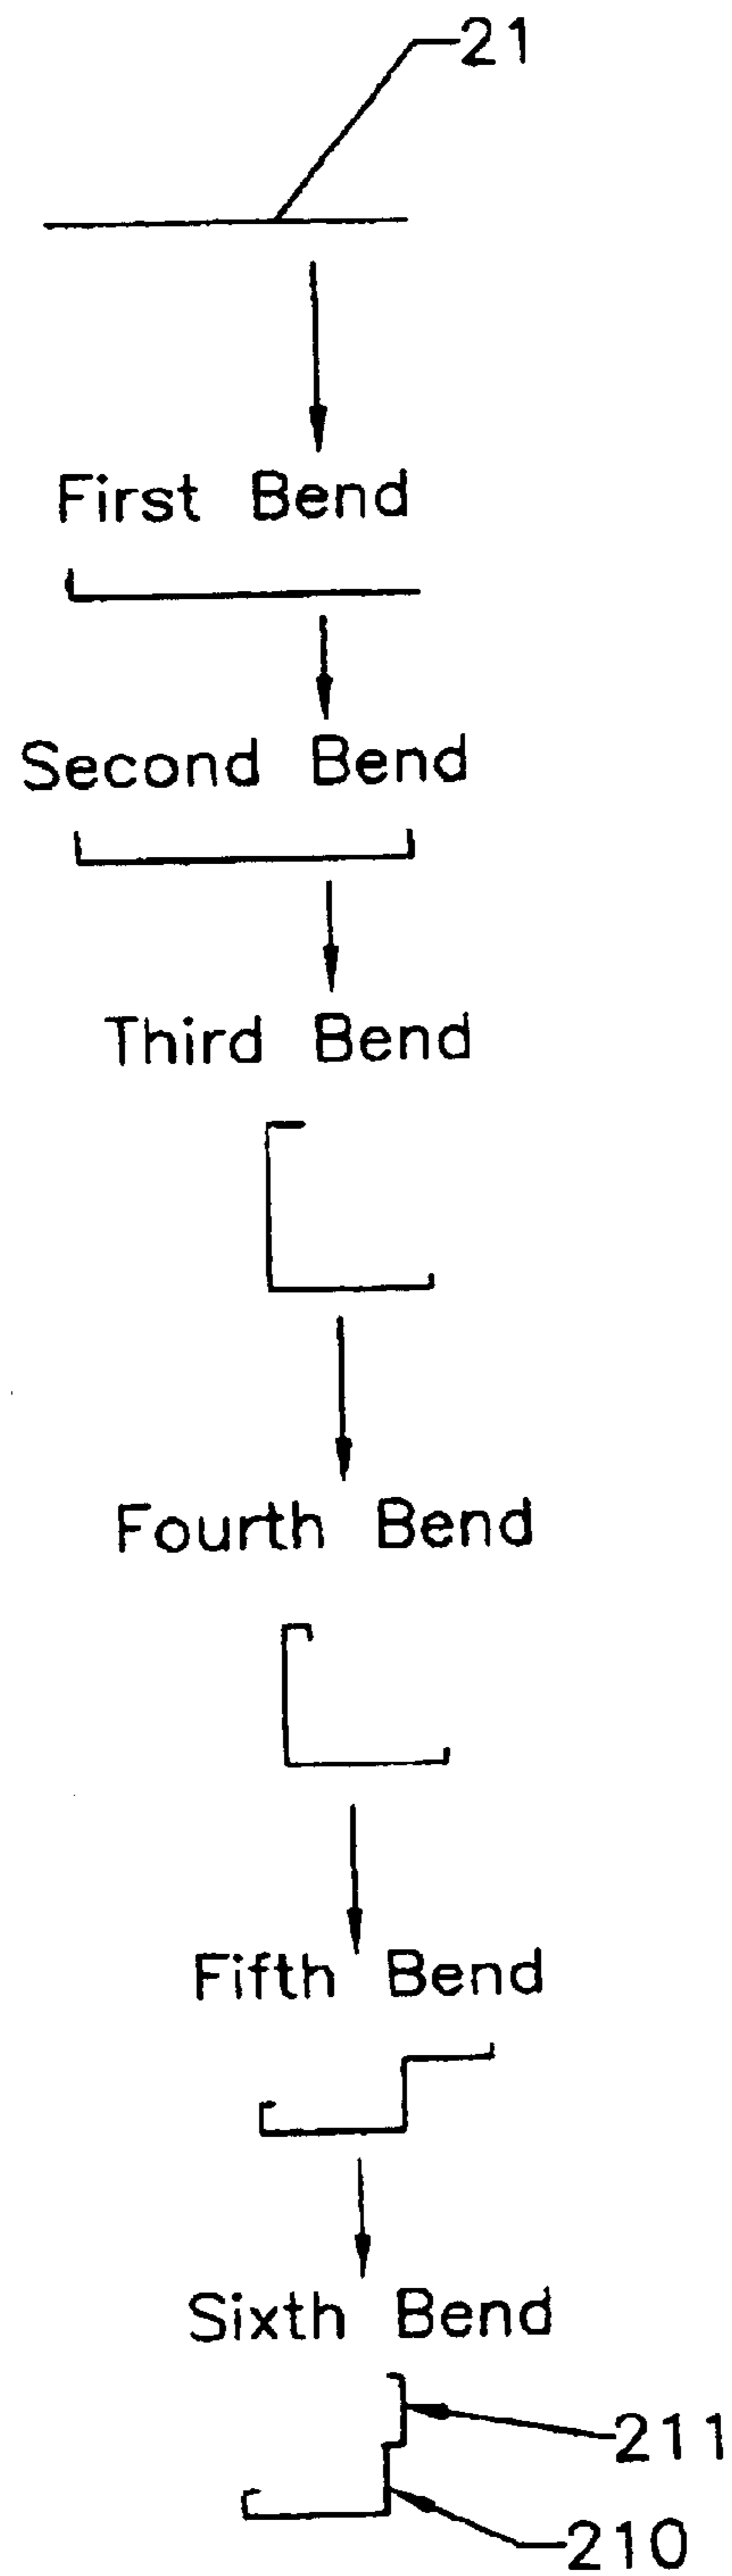 21
First Bend
Second Bend
Third Bend
Fourth Bend
Fifth Bend
Sixth Bend
211
210